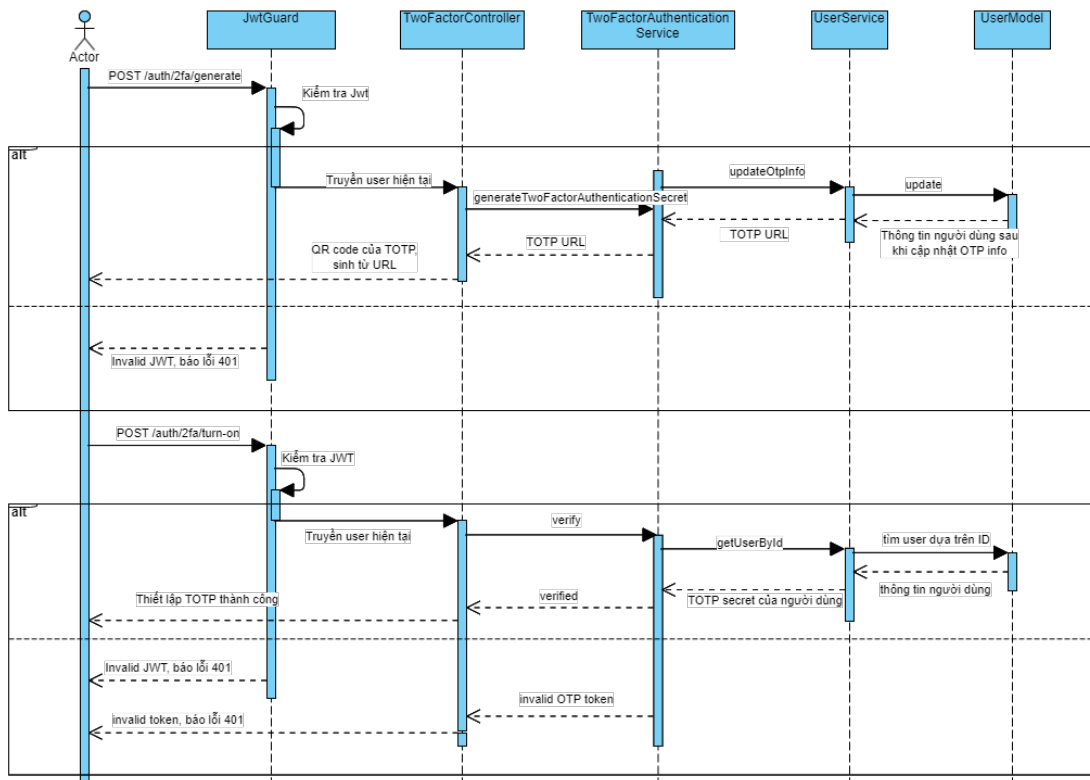 JwtGuard
TwoFactorController
TwoFactorAuthentication
Service
UserService
UserModel
Actor
POST /auth/2fa/generate
Kiểm tra Jwt
alt
Truyền user hiện tại
generateTwoFactorAuthenticationSecret
updateOtpInfo
update
Thông tin người dùng sau
khi cập nhật OTP info
TOTP URL
TOTP URL
QR code của TOTP,
sinh từ URL
Invalid JWT, báo lỗi 401
POST /auth/2fa/turn-on
Kiểm tra JWT
alt
Truyền user hiện tại
verify
getUserById
tìm user dựa trên ID
thông tin người dùng
TOTP secret của người dùng
verified
Thiết lập TOTP thành công
Invalid JWT, báo lỗi 401
invalid OTP token
invalid token, báo lỗi 401